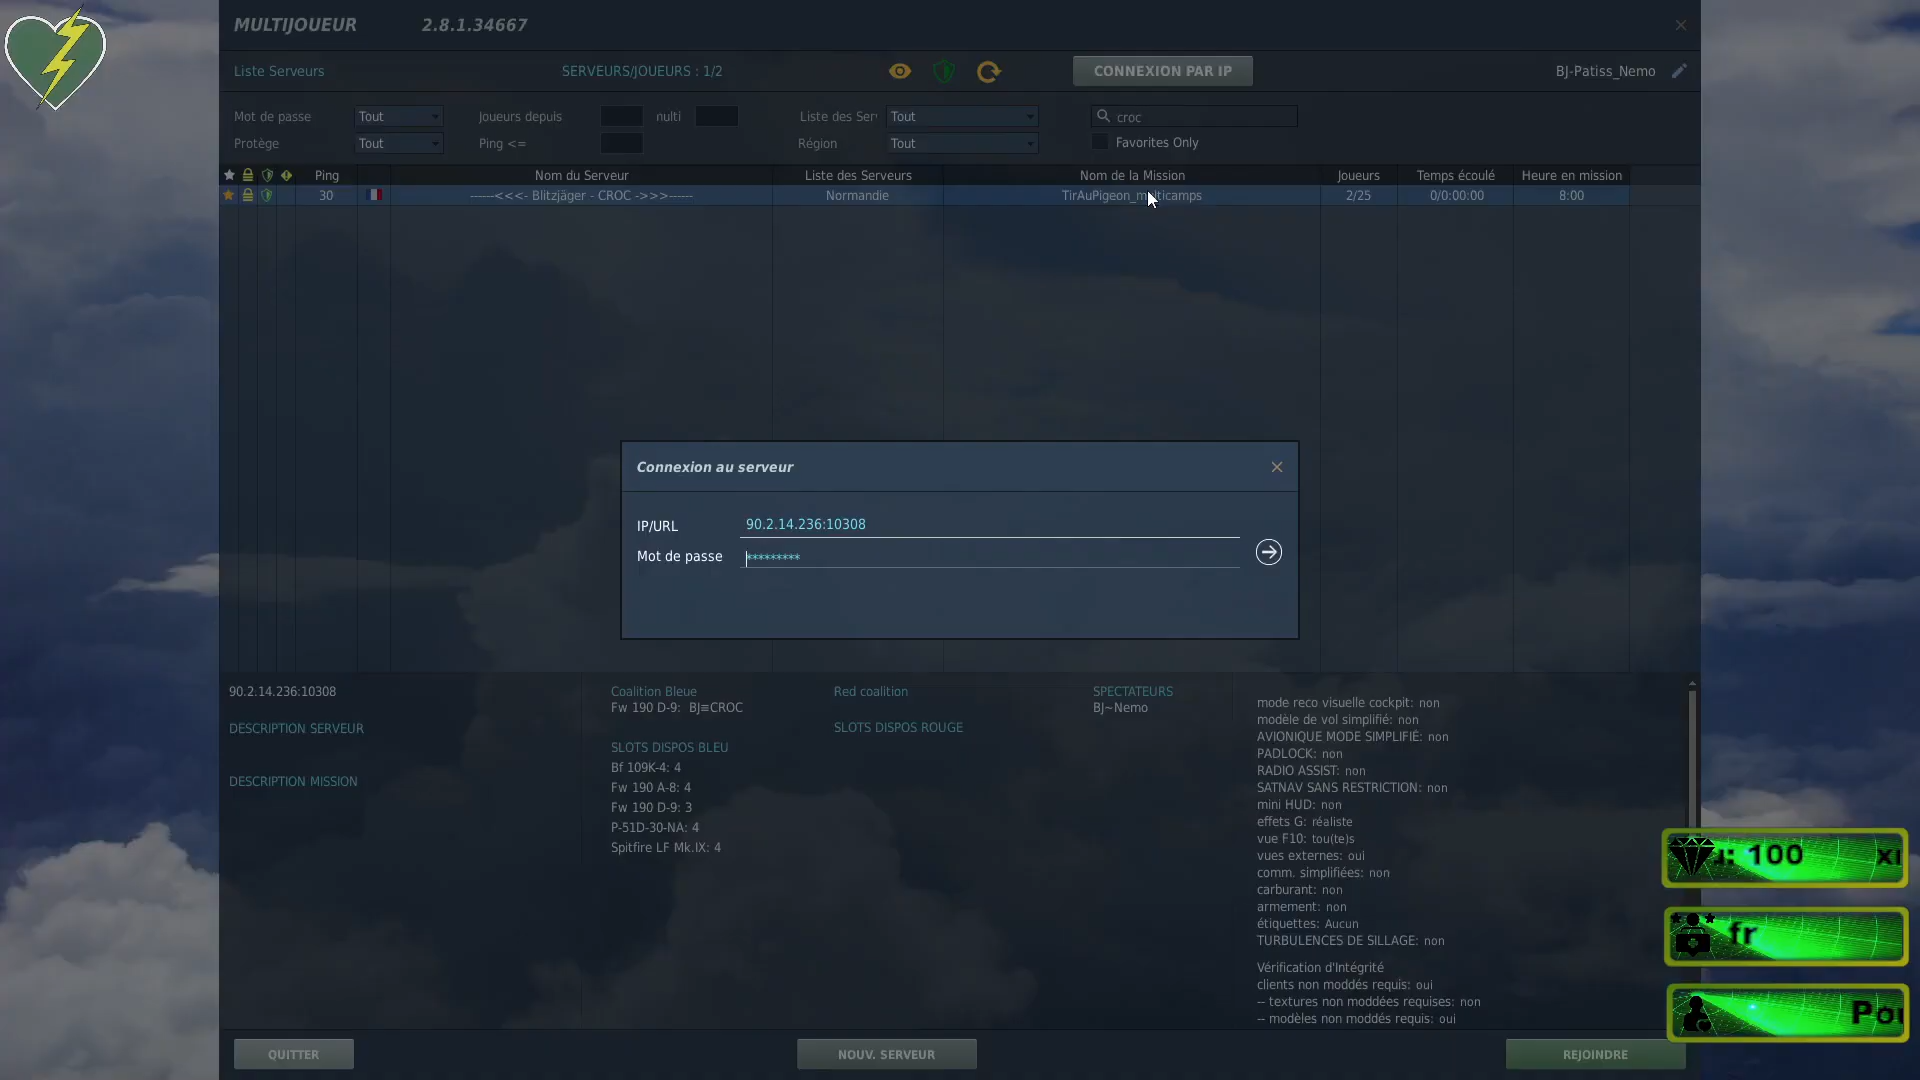 MULTIJOUEUR 2.8.1.34667
Liste Serveurs SERVEURS/JOUEURS : 1/2 CONNEXION PAR IP BJ-Patiss_Nemo
Mot de passe Tout Joueurs depuis nulti Liste des Ser Tout croc
Protège Tout Ping <= Région Tout Favorites Only
Ping Nom du Serveur Liste des Serveurs Nom de la Mission Joueurs Temps écoulé Heure en mission
30 ------<<<- Blitzjäger - CROC ->>>------ Normandie TirAuPigeon_multicamps 2/25 0/0:00:00 8:00
Connexion au serveur
IP/URL 90.2.14.236:10308
Mot de passe *********
90.2.14.236:10308
DESCRIPTION SERVEUR
DESCRIPTION MISSION
Coalition Bleue
Fw 190 D-9: BJ≡CROC
SLOTS DISPOS BLEU
Bf 109K-4: 4
Fw 190 A-8: 4
Fw 190 D-9: 3
P-51D-30-NA: 4
Spitfire LF Mk.IX: 4
Red coalition
SLOTS DISPOS ROUGE
SPECTATEURS
BJ~Nemo
mode reco visuelle cockpit: non
modèle de vol simplifié: non
AVIONIQUE MODE SIMPLIFIÉ: non
PADLOCK: non
RADIO ASSIST: non
SATNAV SANS RESTRICTION: non
mini HUD: non
effets G: réaliste
vue F10: tou(te)s
vues externes: oui
comm. simplifiées: non
carburant: non
armement: non
étiquettes: Aucun
TURBULENCES DE SILLAGE: non
Vérification d'Intégrité
clients non moddés requis: oui
-- textures non moddées requises: non
-- modèles non moddés requis: oui
: 100
fr
Pou
QUITTER NOUV. SERVEUR REJOINDRE